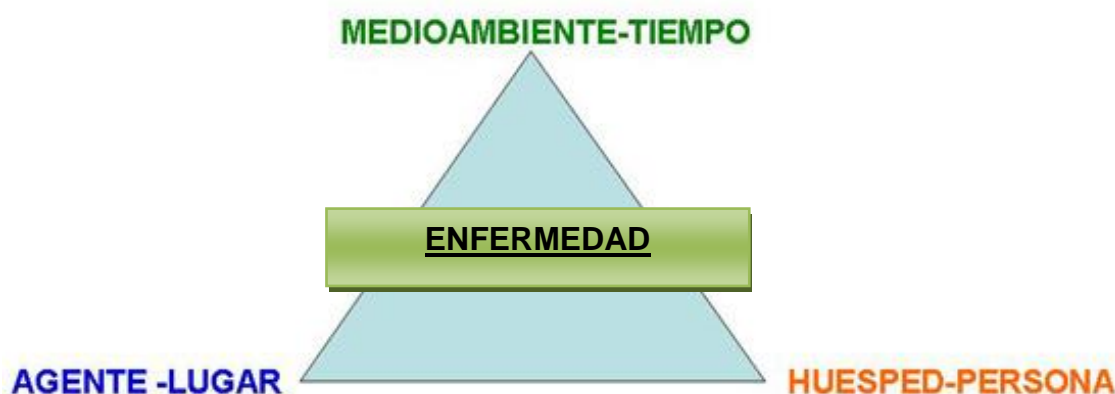 MEDIOAMBIENTE-TIEMPO
ENFERMEDAD
AGENTE -LUGAR
HUESPED-PERSONA